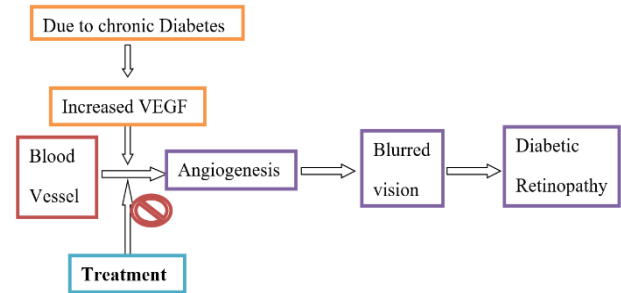 Due to chronic Diabetes
Increased VEGF
Blood
Vessel
Angiogenesis
Blurred
vision
Diabetic
Retinopathy
Treatment